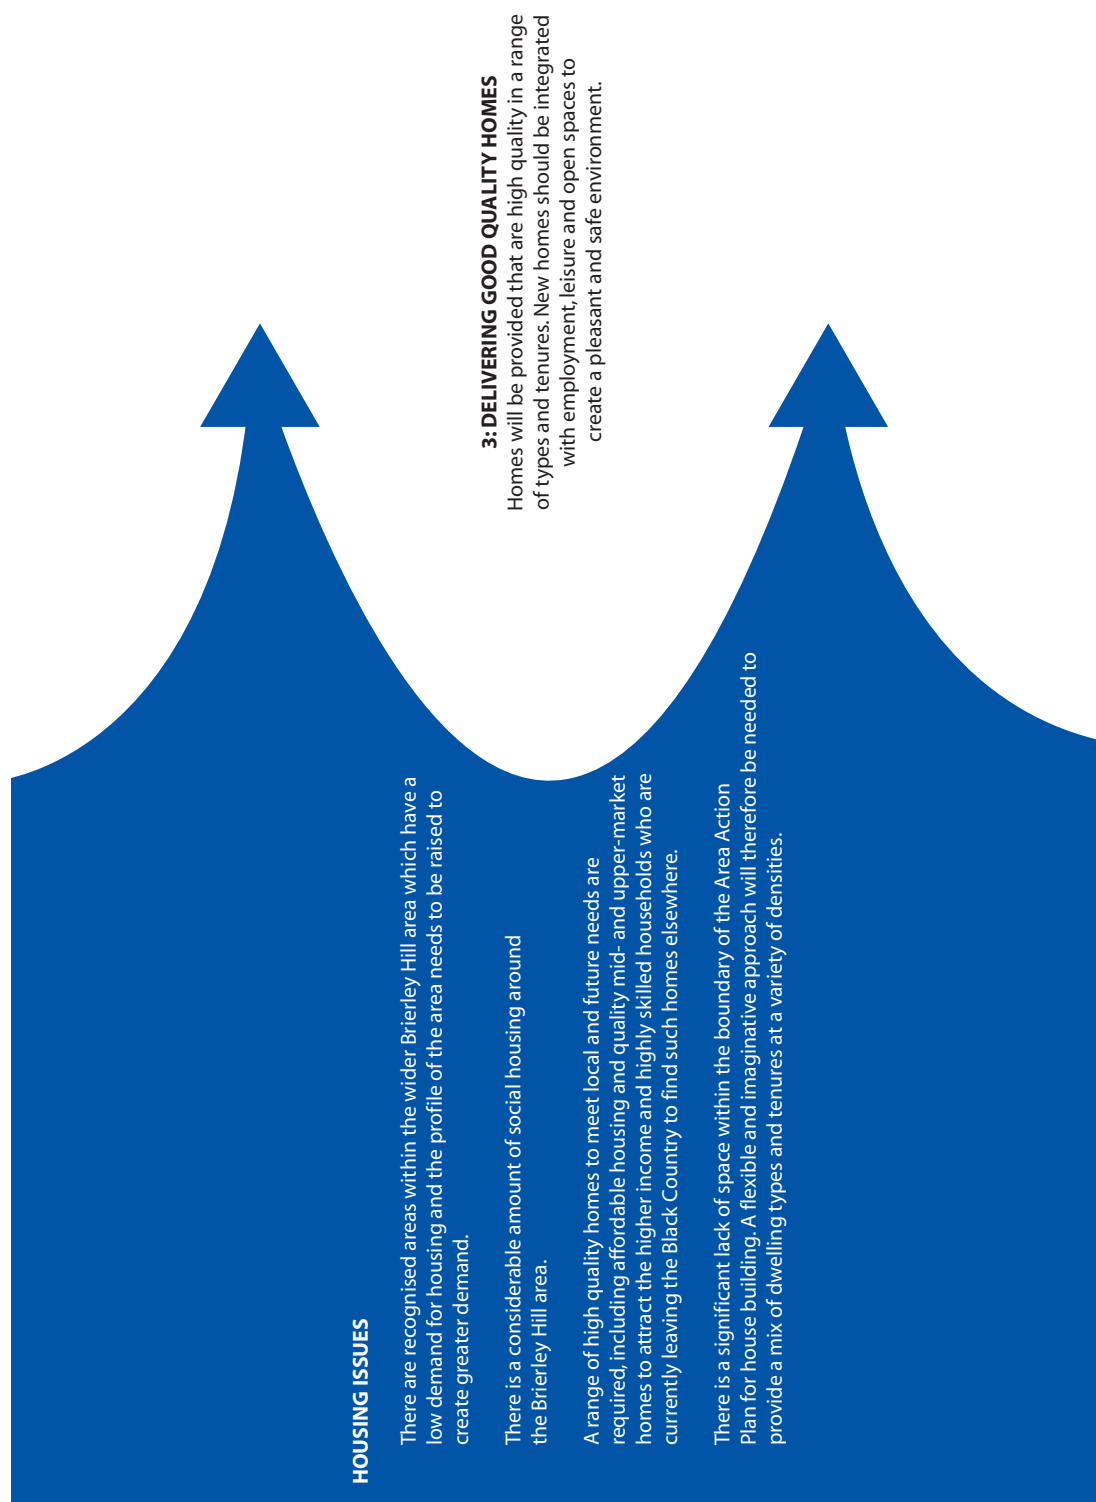 HOUSING ISSUES
There are recognised areas within the wider Brierley Hill area which have a
low demand for housing and the profile of the area needs to be raised to
create greater demand.
There is a considerable amount of social housing around
the Brierley Hill area.
A range of high quality homes to meet local and future needs are
required, including affordable housing and quality mid- and upper-market
homes to attract the higher income and highly skilled households who are
currently leaving the Black Country to find such homes elsewhere.
There is a significant lack of space within the boundary of the Area Action
Plan for house building. A flexible and imaginative approach will therefore be needed to
provide a mix of dwelling types and tenures at a variety of densities.
3: DELIVERING GOOD QUALITY HOMES
Homes will be provided that are high quality in a range
of types and tenures. New homes should be integrated
with employment, leisure and open spaces to
create a pleasant and safe environment.